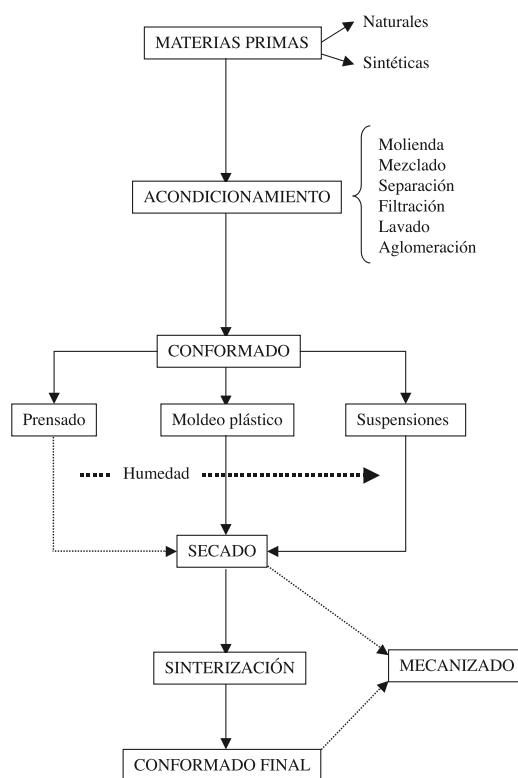 Naturales
MATERIAS PRIMAS
Sintéticas
Molienda
Mezclado
Separación
ACONDICIONAMIENTO
Filtración
Lavado
Aglomeración
CONFORMADO
Prensado
Moldeo plástico
Suspensiones
Humedad
SECADO
SINTERIZACIÓN
MECANIZADO
CONFORMADO FINAL